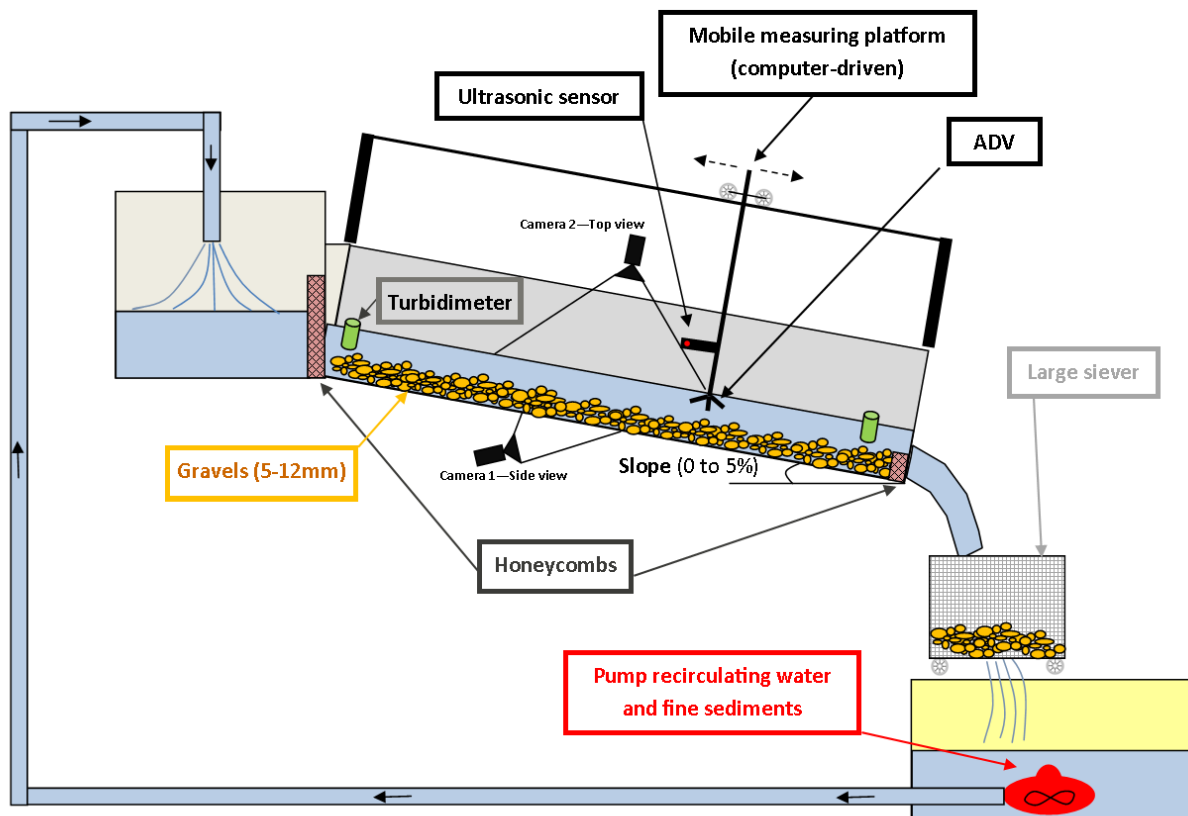 Mobile measuring platform
(computer-driven)
Ultrasonic sensor
ADV
Camera 2—Top view
Turbidimeter
Large siever
Gravels (5-12mm)
Camera 1—Side view
Slope (0 to 5%)
Honeycombs
Pump recirculating water
and fine sediments